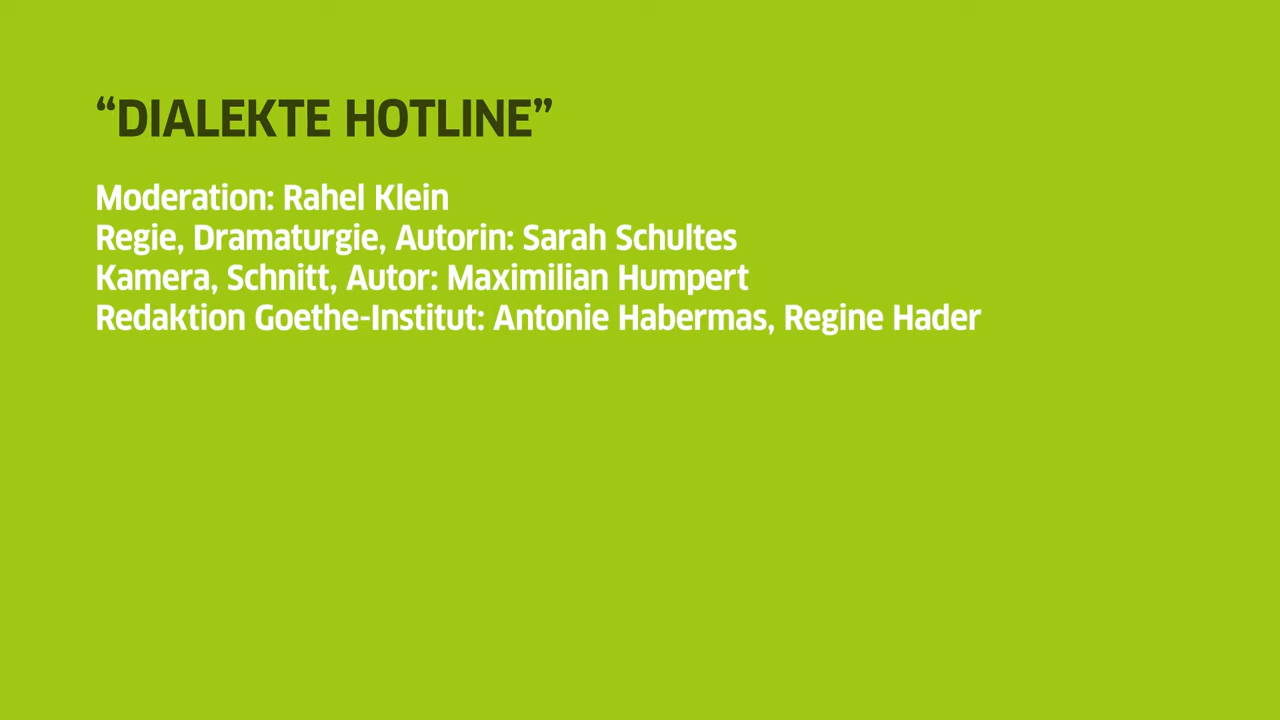 “DIALEKTE HOTLINE”
Moderation: Rahel Klein
Regie, Dramaturgie, Autorin: Sarah Schultes
Kamera, Schnitt, Autor: Maximilian Humpert
Redaktion Goethe-Institut: Antonie Habermas, Regine Hader